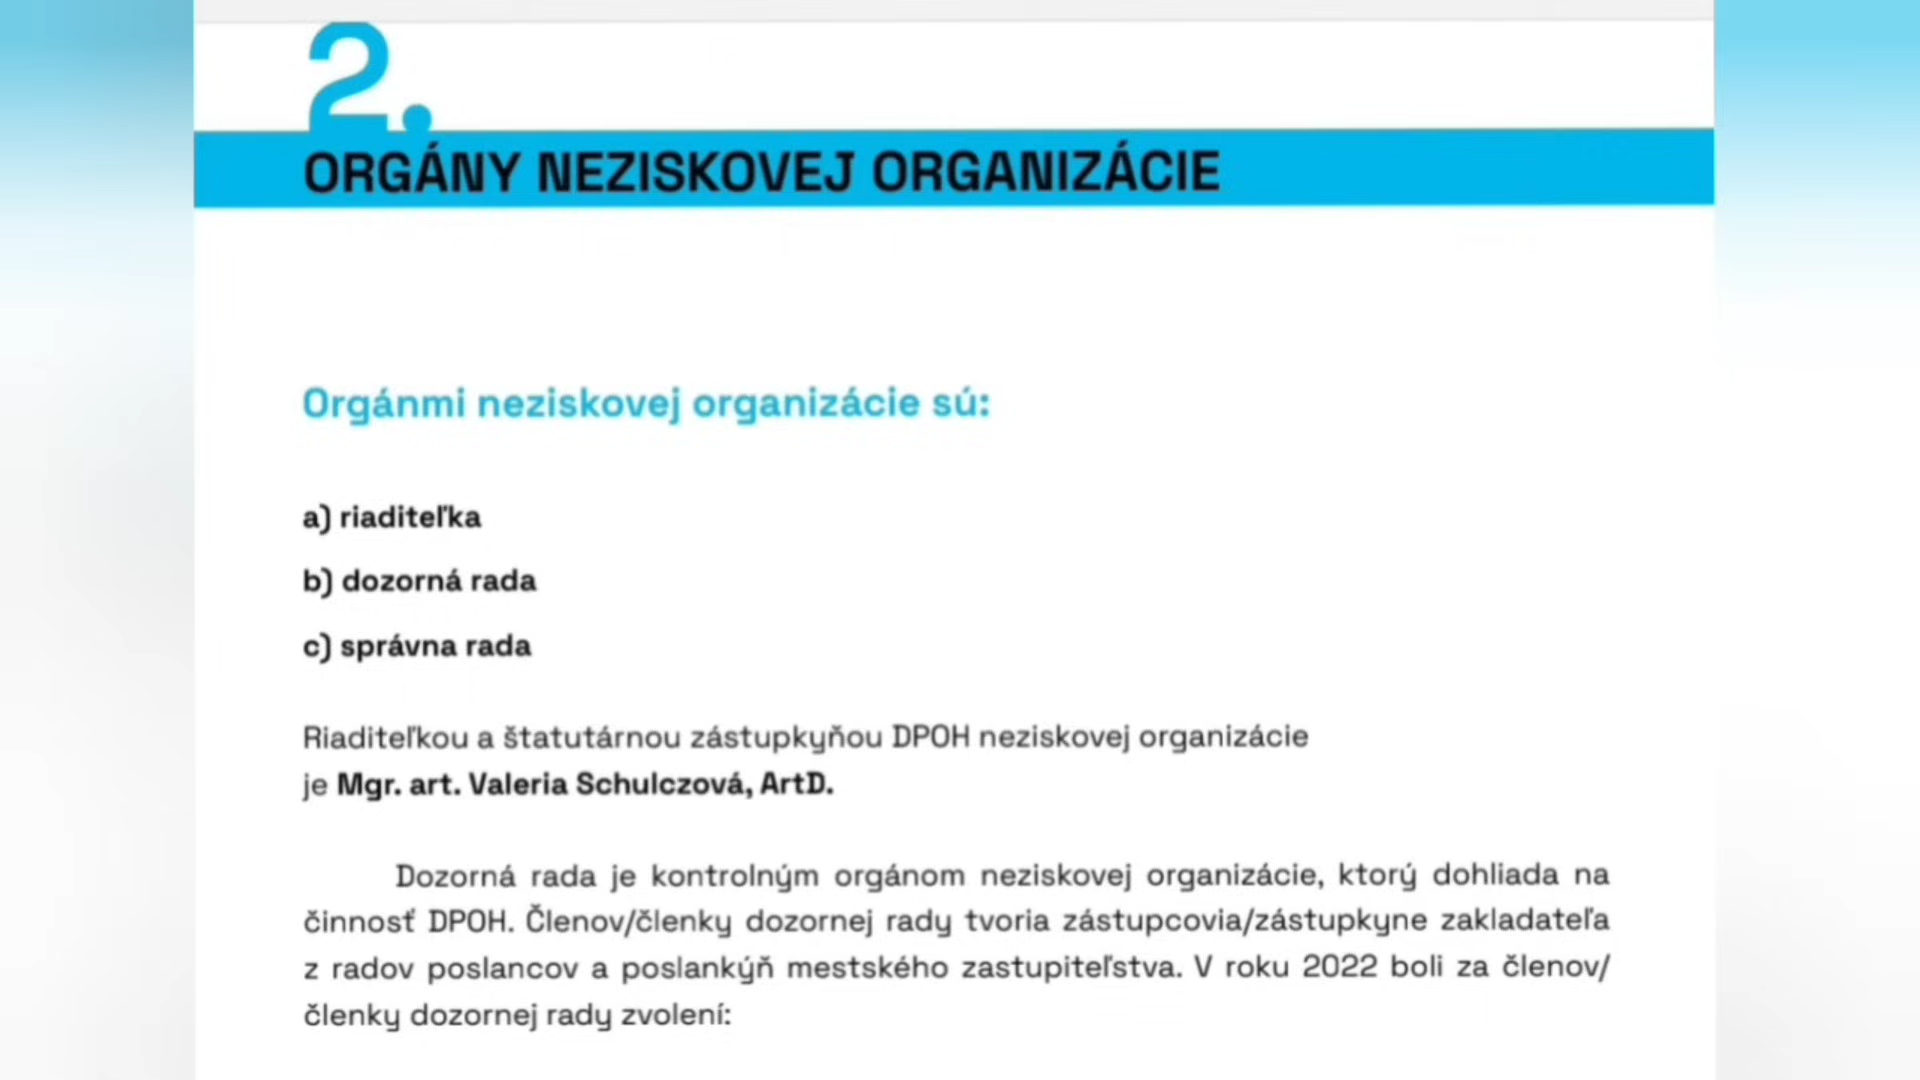 2.
ORGÁNY NEZISKOVEJ ORGANIZÁCIE
Orgánmi neziskovej organizácie sú:
a) riaditeľka
b) dozorná rada
c) správna rada
Riaditeľkou a štatutárnou zástupkyňou DPOH neziskovej organizácie
je Mgr. art. Valeria Schulczová, ArtD.
Dozorná rada je kontrolným orgánom neziskovej organizácie, ktorý dohliada na
činnosť DPOH. Členov/členky dozornej rady tvoria zástupcovia/zástupkyne zakladateľa
z radov poslancov a poslankýň mestského zastupiteľstva. V roku 2022 boli za členov/
členky dozornej rady zvolení: